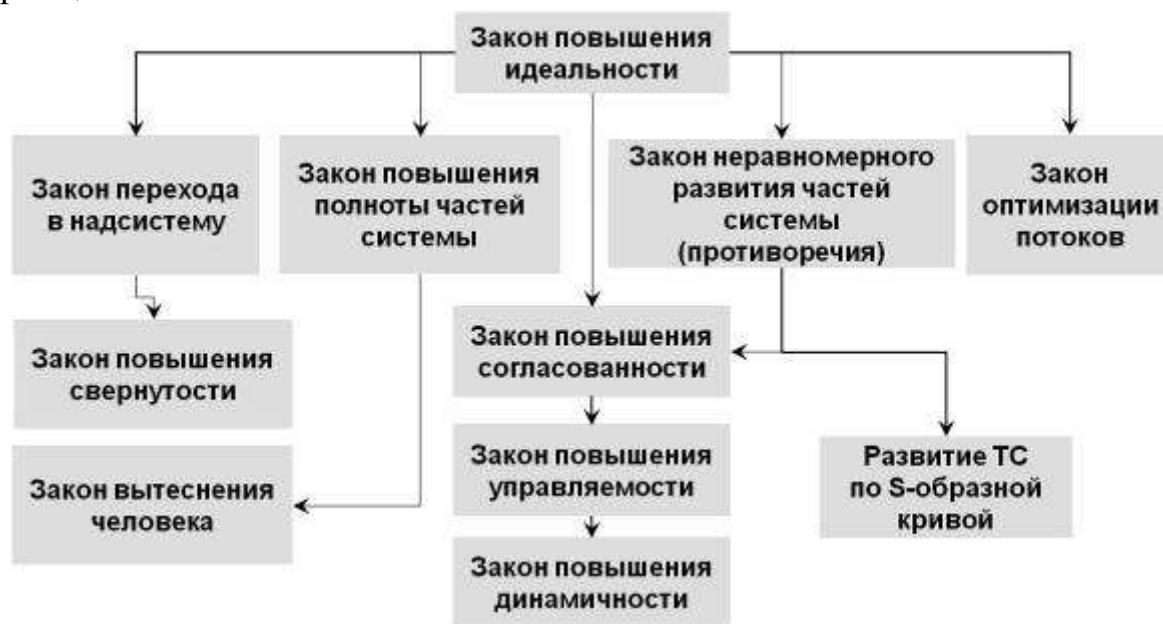 Закон повышения
идеальности
Закон перехода
в надсистему
Закон повышения
полноты частей
системы
Закон неравномерного
развития частей
системы
(противоречия)
Закон
оптимизации
потоков
Закон повышения
свернутости
Закон повышения
согласованности
Закон вытеснения
человека
Закон повышения
управляемости
Развитие ТС
по S-образной
кривой
Закон повышения
динамичности